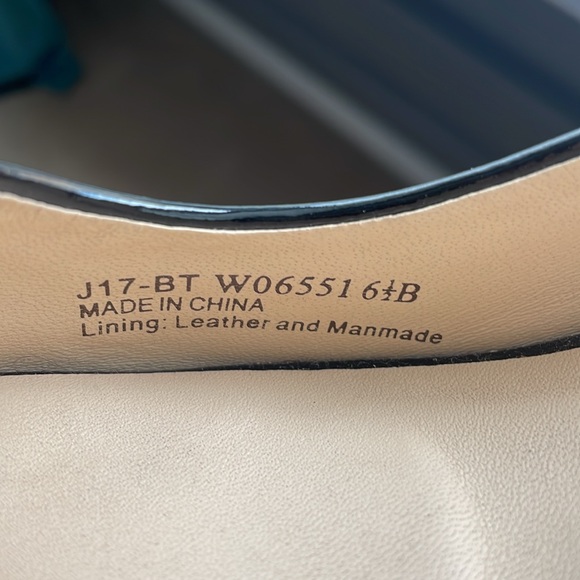 J17-BT W06551 6½B
MADE IN CHINA
Lining: Leather and Manmade